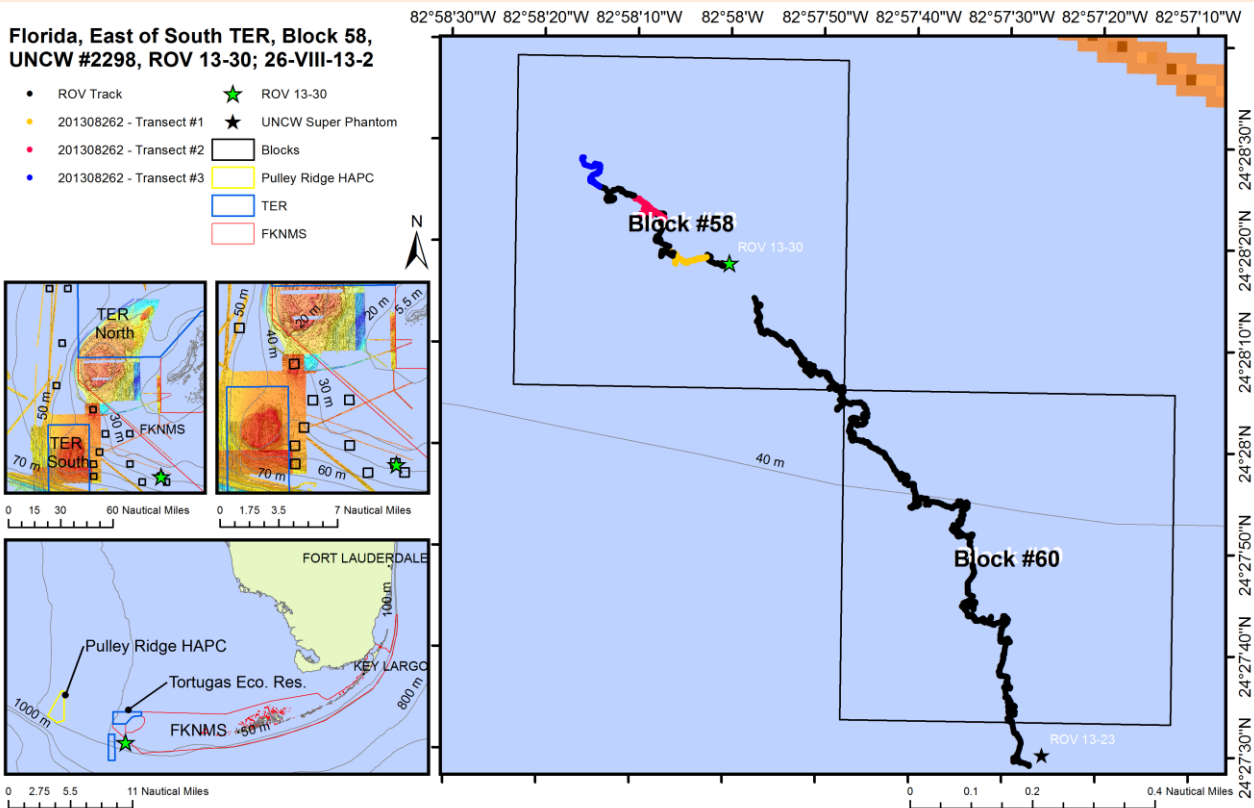 Florida, East of South TER, Block 58,
UNCW #2298, ROV 13-30; 26-VIII-13-2
ROV Track
201308262 - Transect #1
201308262 - Transect #2
201308262 - Transect #3
ROV 13-30
UNCW Super Phantom
Blocks
Pulley Ridge HAPC
TER
FKNMS
N
TER
North
50 m
30 m
FKNMS
TER
South
70 m
0 15 30 60 Nautical Miles
50 m
20 m
20 m
5.5 m
40 m
30 m
70 m
60 m
0 1.75 3.5 7 Nautical Miles
FORT LAUDERDALE
100 m
KEY LARGO
Pulley Ridge HAPC
Tortugas Eco. Res.
1000 m
FKNMS
50 m
800 m
0 2.75 5.5 11 Nautical Miles
82°58'30"W 82°58'20"W 82°58'10"W 82°58'W 82°57'50"W 82°57'40"W 82°57'30"W 82°57'20"W 82°57'10"W
24°28'30"N
24°28'20"N
24°28'10"N
24°28'N
24°27'50"N
24°27'40"N
24°27'30"N
Block #58
ROV 13-30
40 m
Block #60
ROV 13-23
0 0.1 0.2 0.4 Nautical Miles